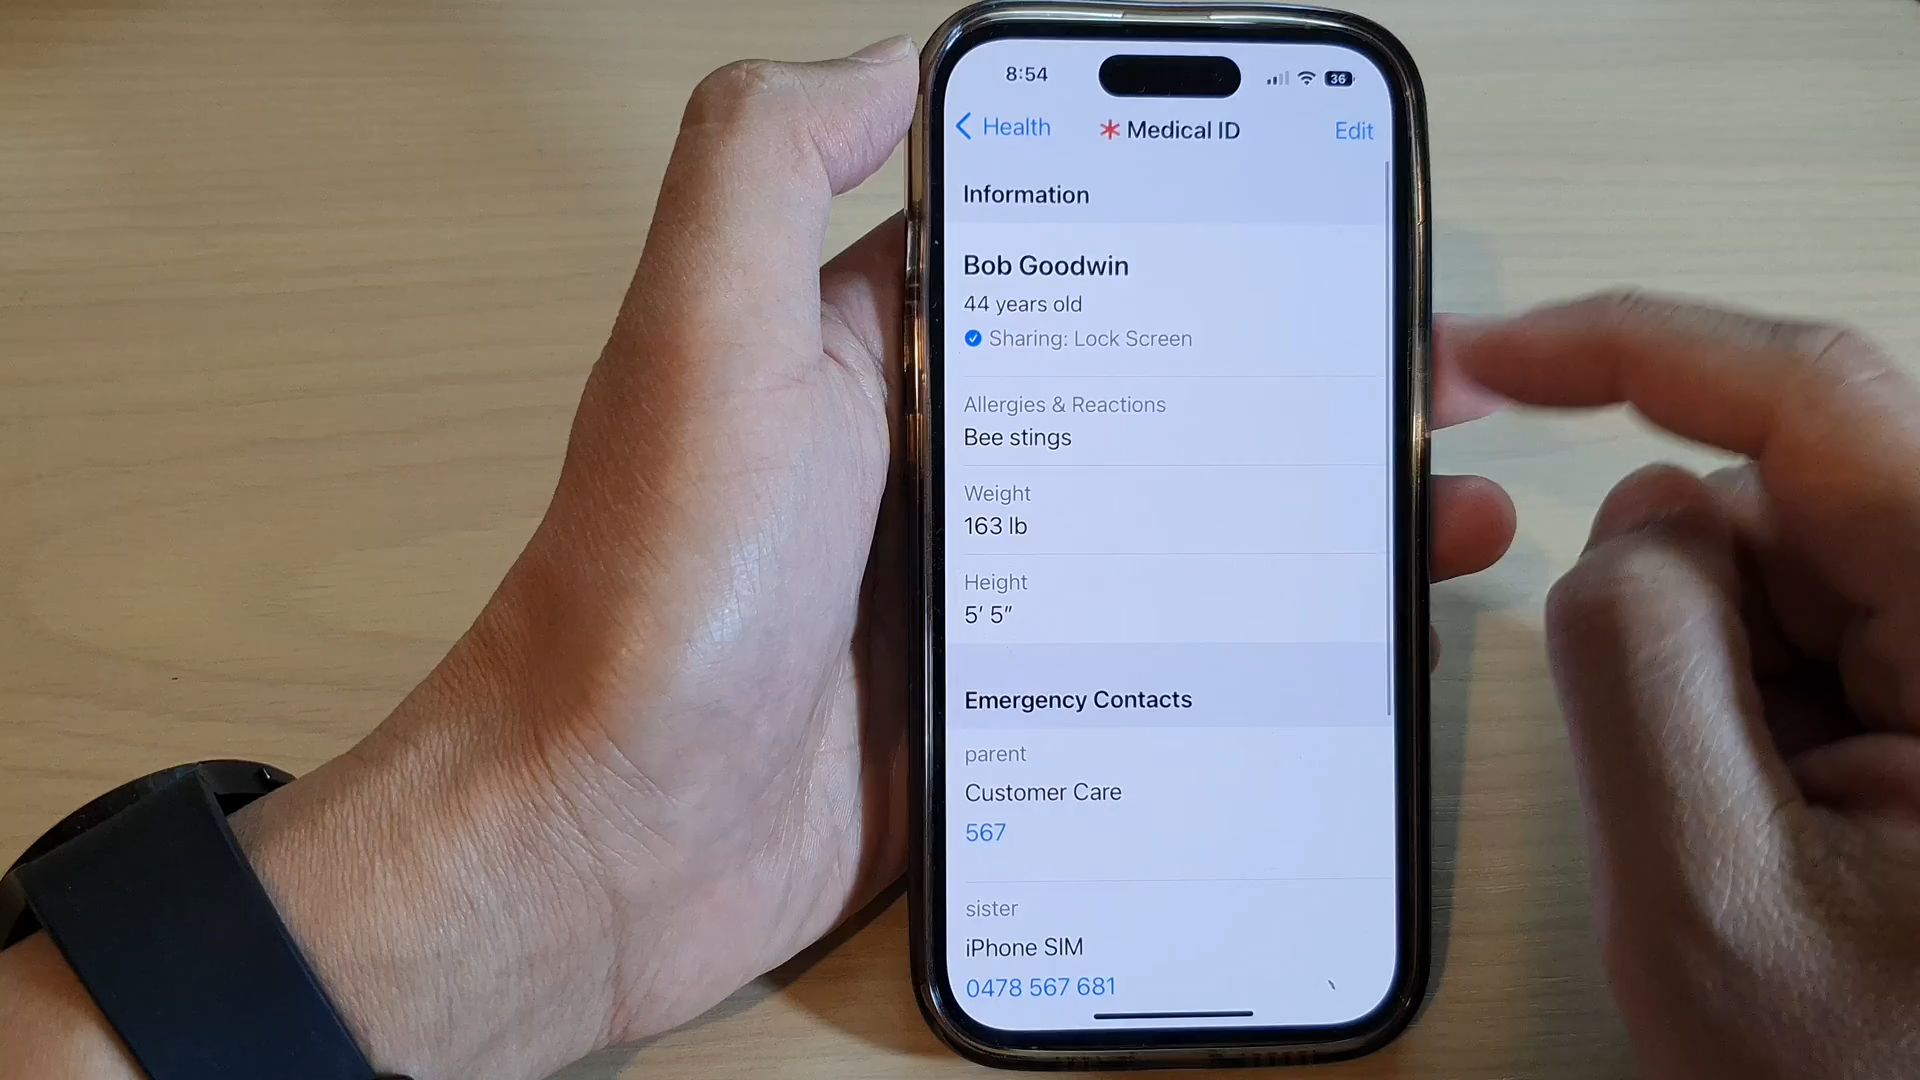 8:54
36
Health
Medical ID
Edit
Information
Bob Goodwin
44 years old
Sharing: Lock Screen
Allergies & Reactions
Bee stings
Weight
163 lb
Height
5' 5"
Emergency Contacts
parent
Customer Care
567
sister
iPhone SIM
0478 567 681